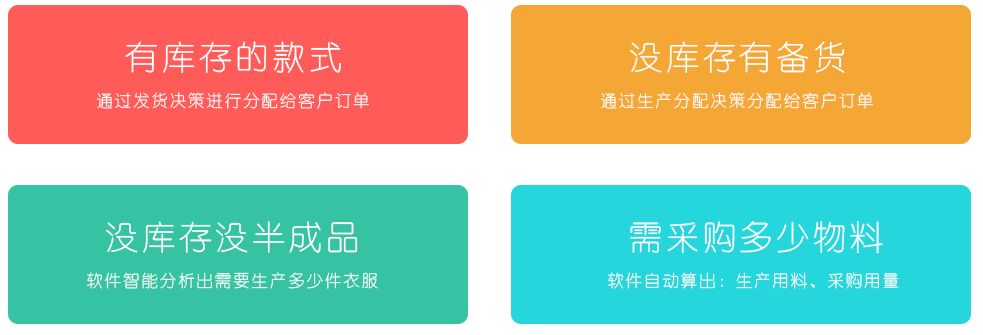 有库存的款式
通过发货决策进行分配给客户订单
没库存有备货
通过生产分配决策分配给客户订单
没库存没半成品
软件智能分析出需要生产多少件衣服
需采购多少物料
软件自动算出：生产用料、采购用量